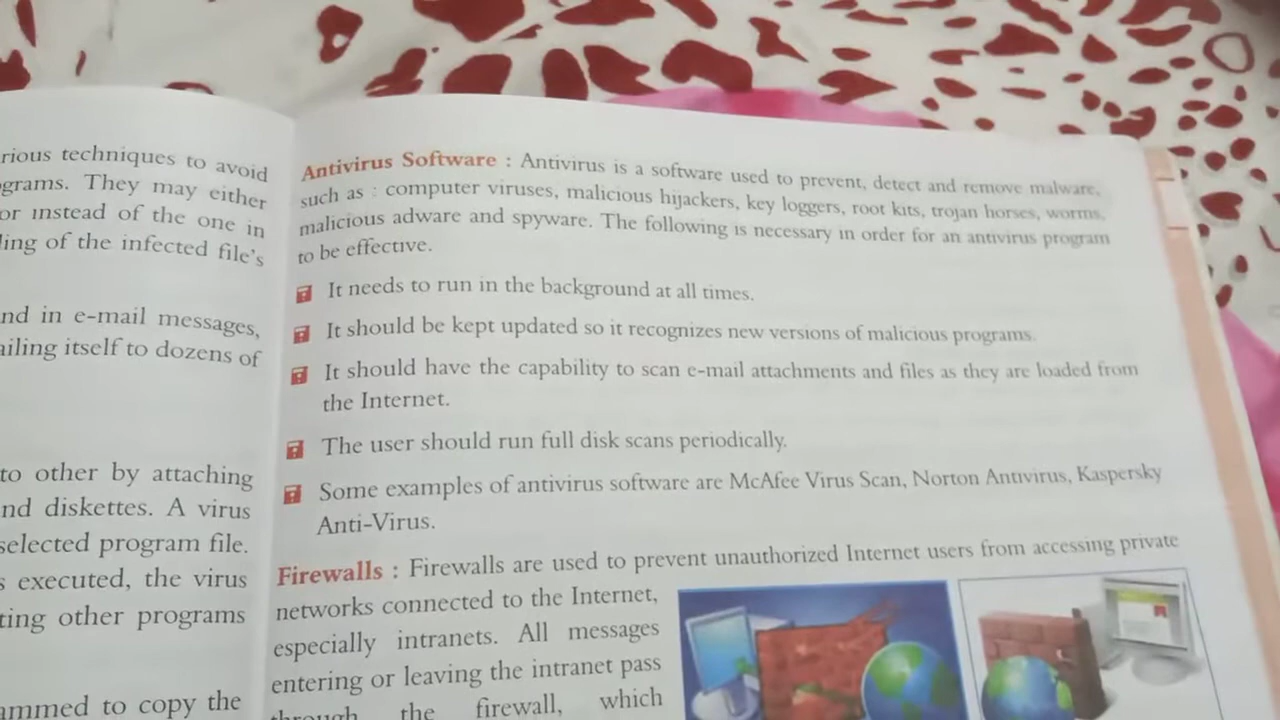 rious techniques to avoid
grams. They may either
or instead of the one in
ling of the infected file's
nd in e-mail messages,
ailing itself to dozens of
to other by attaching
nd diskettes. A virus
selected program file.
s executed, the virus
ting other programs
ammed to copy the
Antivirus Software : Antivirus is a software used to prevent, detect and remove malware,
such as : computer viruses, malicious hijackers, key loggers, root kits, trojan horses, worms,
malicious adware and spyware. The following is necessary in order for an antivirus program
to be effective.
It needs to run in the background at all times.
It should be kept updated so it recognizes new versions of malicious programs.
It should have the capability to scan e-mail attachments and files as they are loaded from
the Internet.
The user should run full disk scans periodically.
Some examples of antivirus software are McAfee Virus Scan, Norton Antivirus, Kaspersky
Anti-Virus.
Firewalls : Firewalls are used to prevent unauthorized Internet users from accessing private
networks connected to the Internet,
especially intranets. All messages
entering or leaving the intranet pass
through the firewall, which